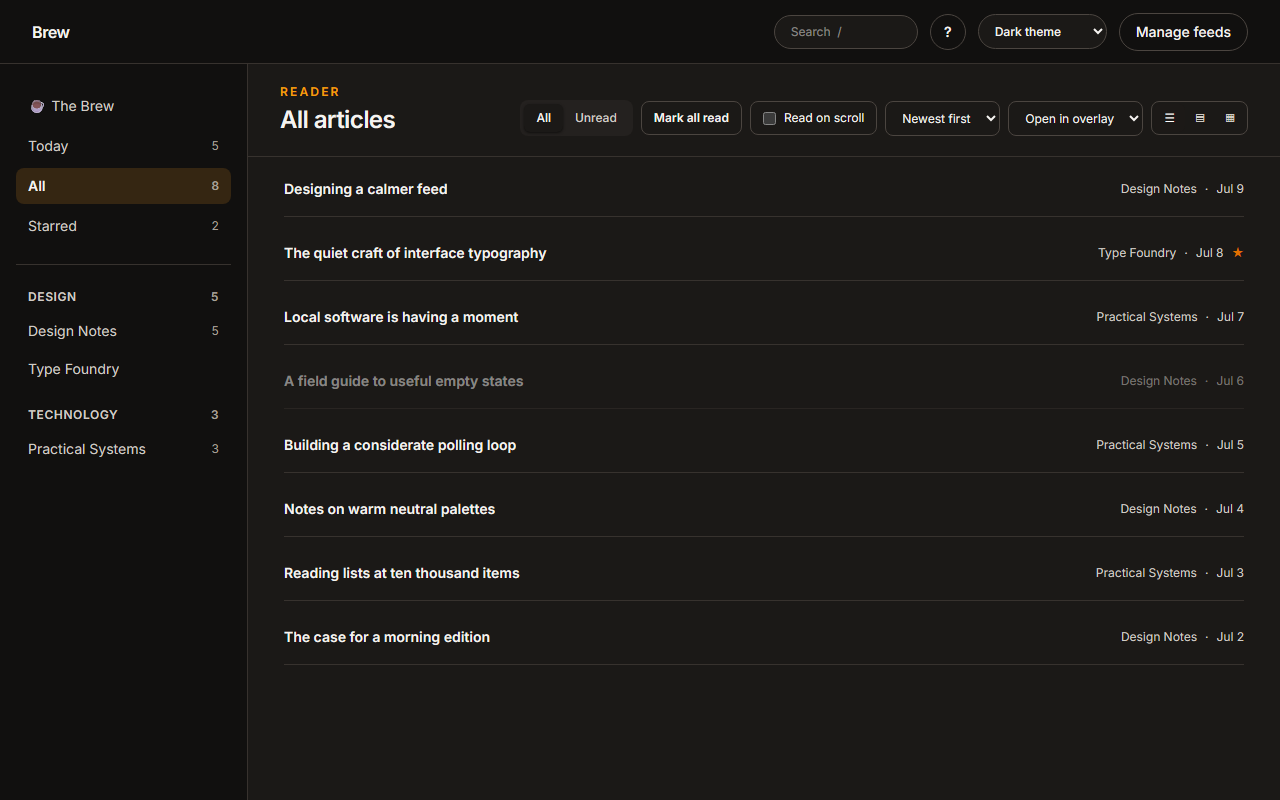 Brew
Search /
?
Dark theme
Manage feeds
The Brew
Today 5
All 8
Starred 2
DESIGN 5
Design Notes 5
Type Foundry
TECHNOLOGY 3
Practical Systems 3
READER
All articles
All
Unread
Mark all read
Read on scroll
Newest first
Open in overlay
Designing a calmer feed Design Notes · Jul 9
The quiet craft of interface typography Type Foundry · Jul 8 ★
Local software is having a moment Practical Systems · Jul 7
A field guide to useful empty states Design Notes · Jul 6
Building a considerate polling loop Practical Systems · Jul 5
Notes on warm neutral palettes Design Notes · Jul 4
Reading lists at ten thousand items Practical Systems · Jul 3
The case for a morning edition Design Notes · Jul 2